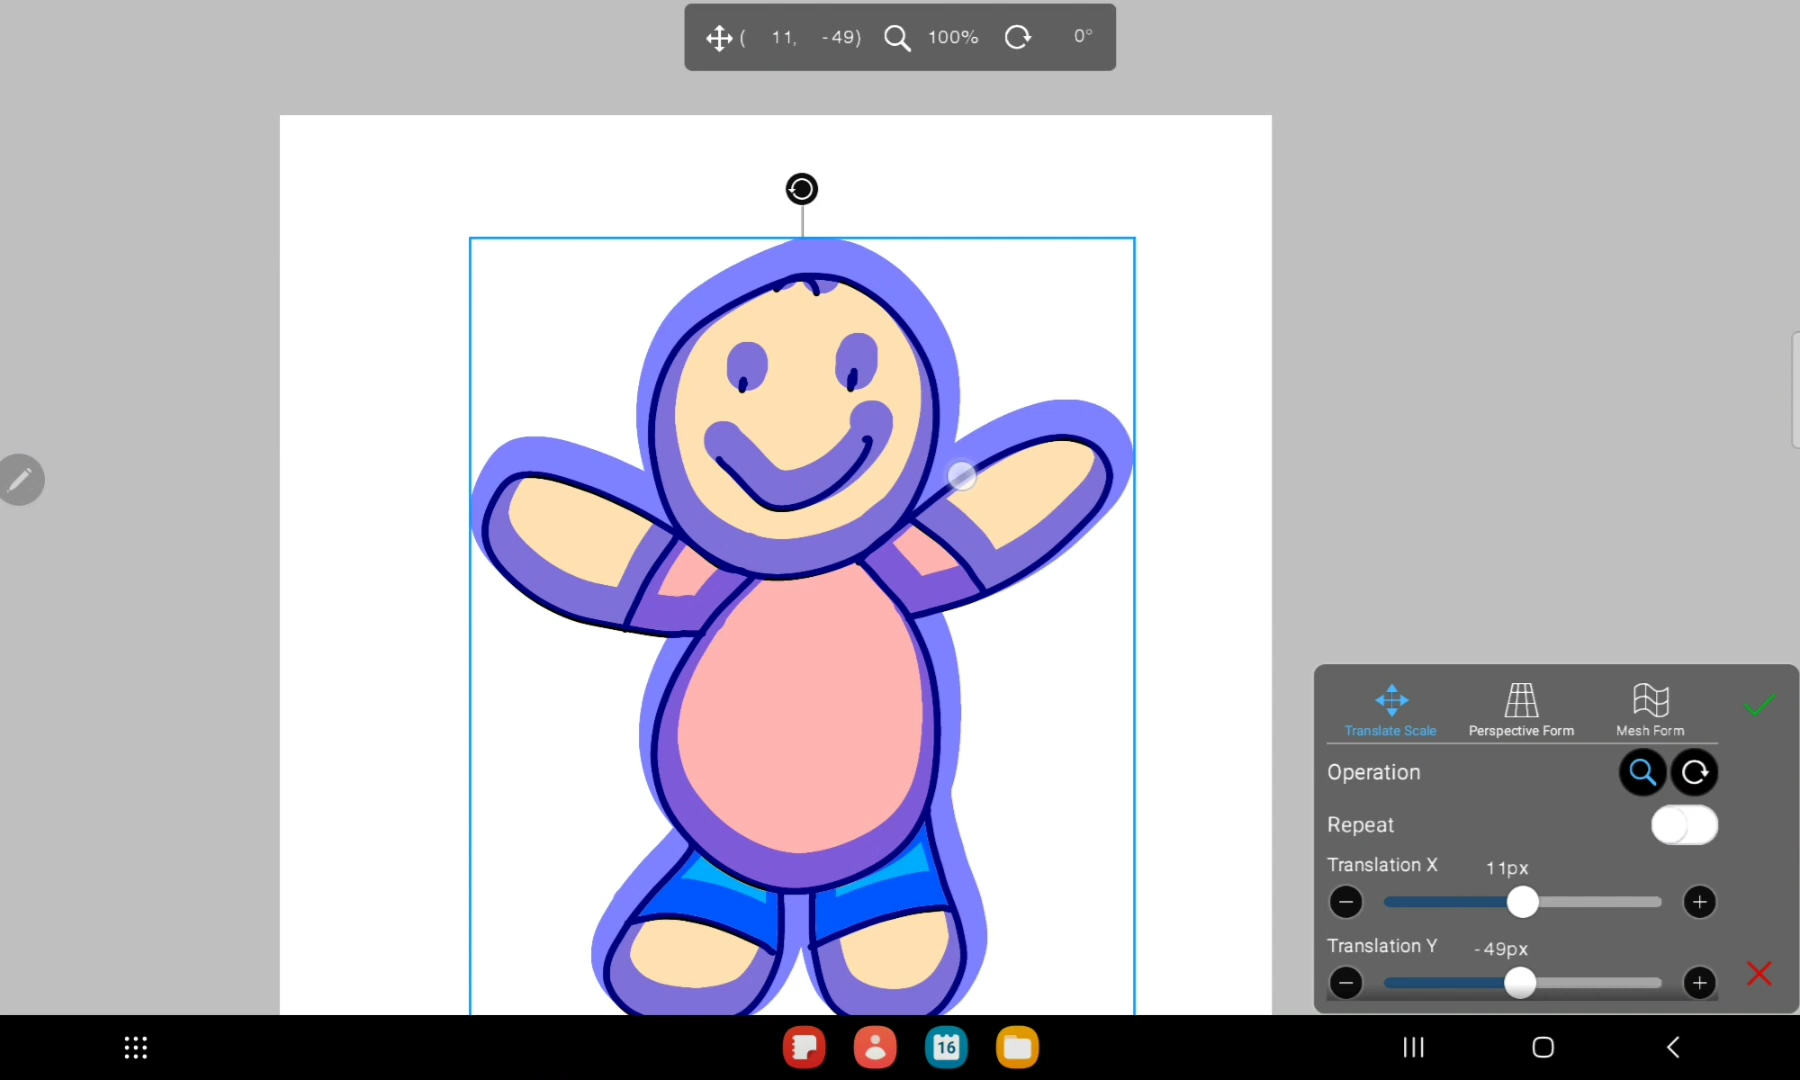 ( 11, -49) 100% 0°
Translate Scale Perspective Form Mesh Form
Operation
Repeat
Translation X 11px
Translation Y -49px
16